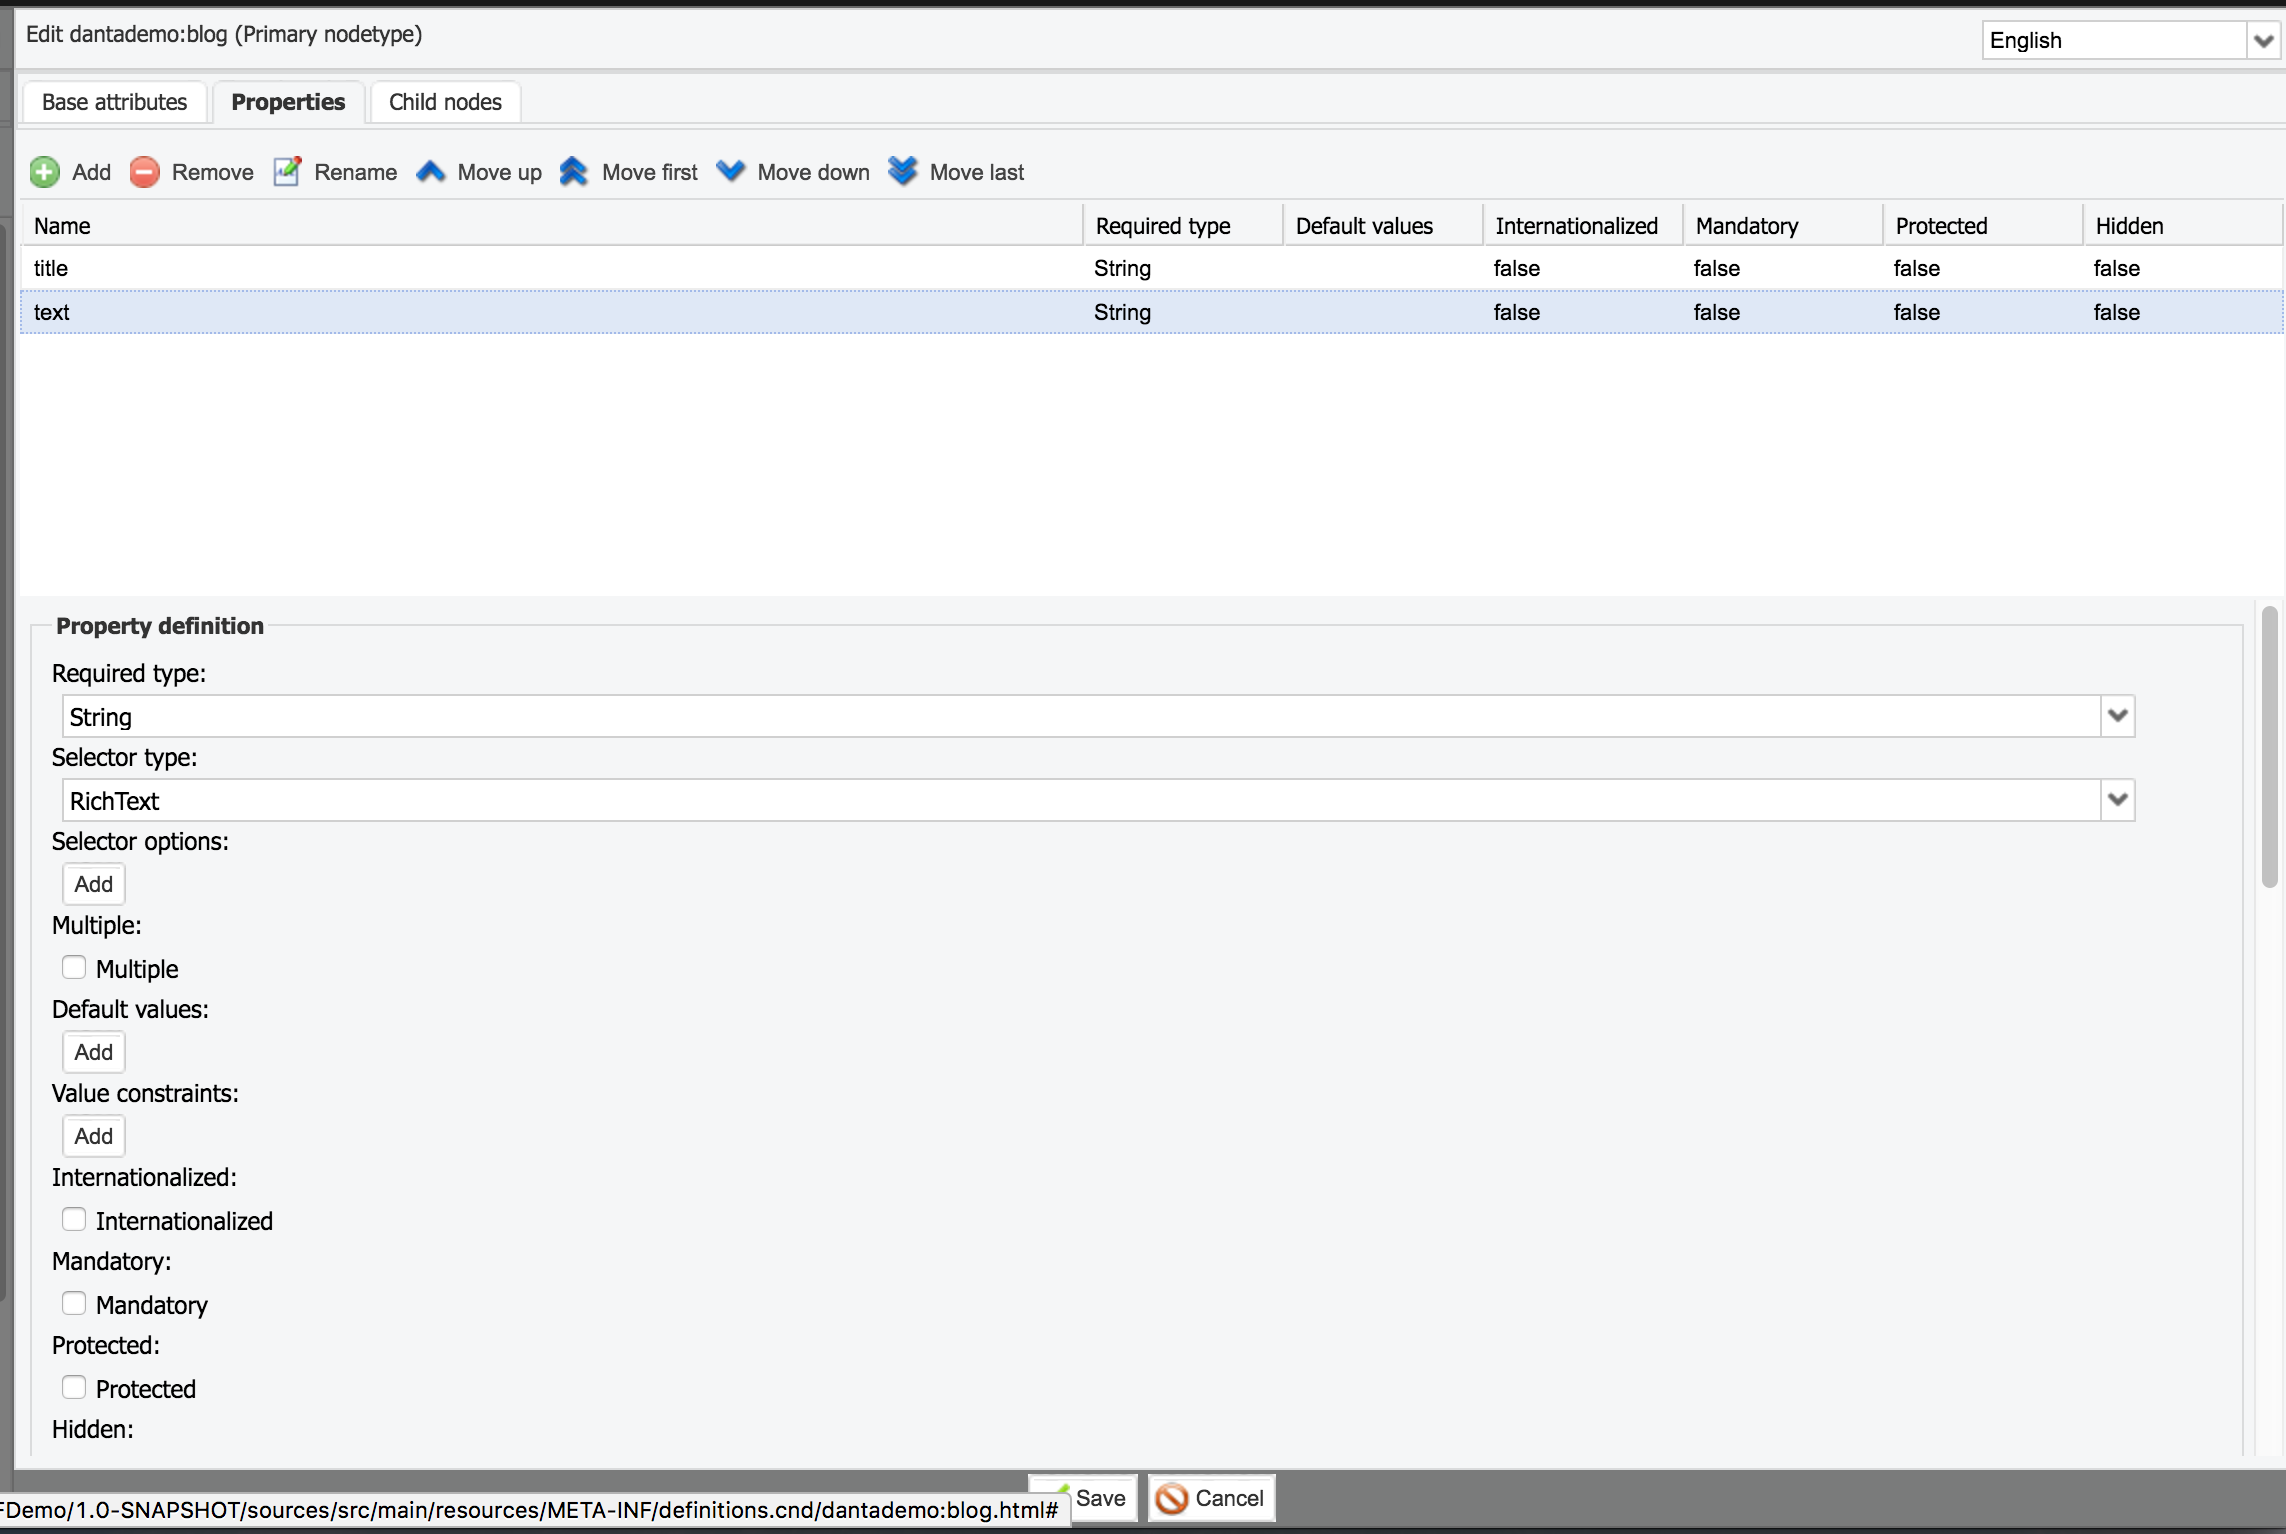 Edit dantademo:blog (Primary nodetype)
English
Base attributes Properties Child nodes
Add Remove Rename Move up Move first Move down Move last
Name Required type Default values Internationalized Mandatory Protected Hidden
title String false false false false
text String false false false false
Property definition
Required type:
String
Selector type:
RichText
Selector options:
Add
Multiple:
Multiple
Default values:
Add
Value constraints:
Add
Internationalized:
Internationalized
Mandatory:
Mandatory
Protected:
Protected
Hidden:
Save Cancel
Demo/1.0-SNAPSHOT/sources/src/main/resources/META-INF/definitions.cnd/dantademo:blog.html#